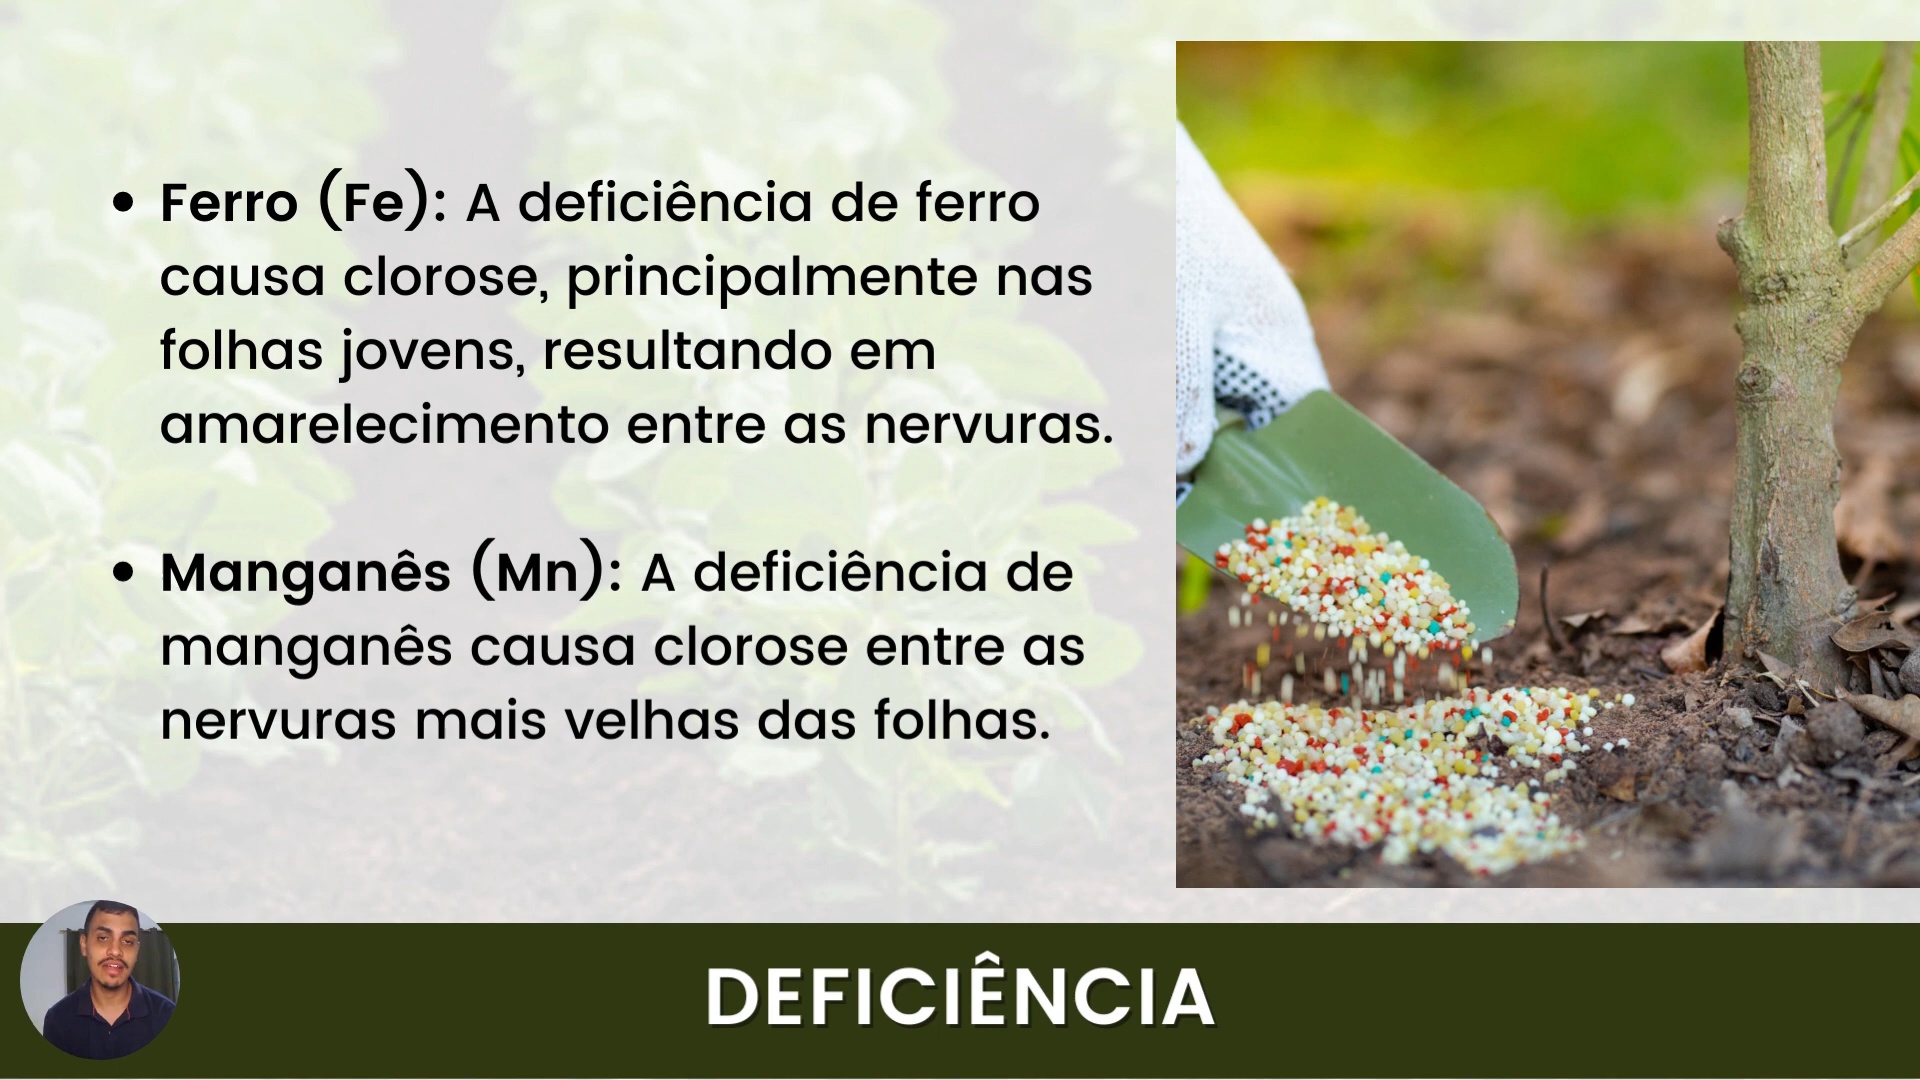 • Ferro (Fe): A deficiência de ferro
causa clorose, principalmente nas
folhas jovens, resultando em
amarelecimento entre as nervuras.
• Manganês (Mn): A deficiência de
manganês causa clorose entre as
nervuras mais velhas das folhas.
DEFICIÊNCIA